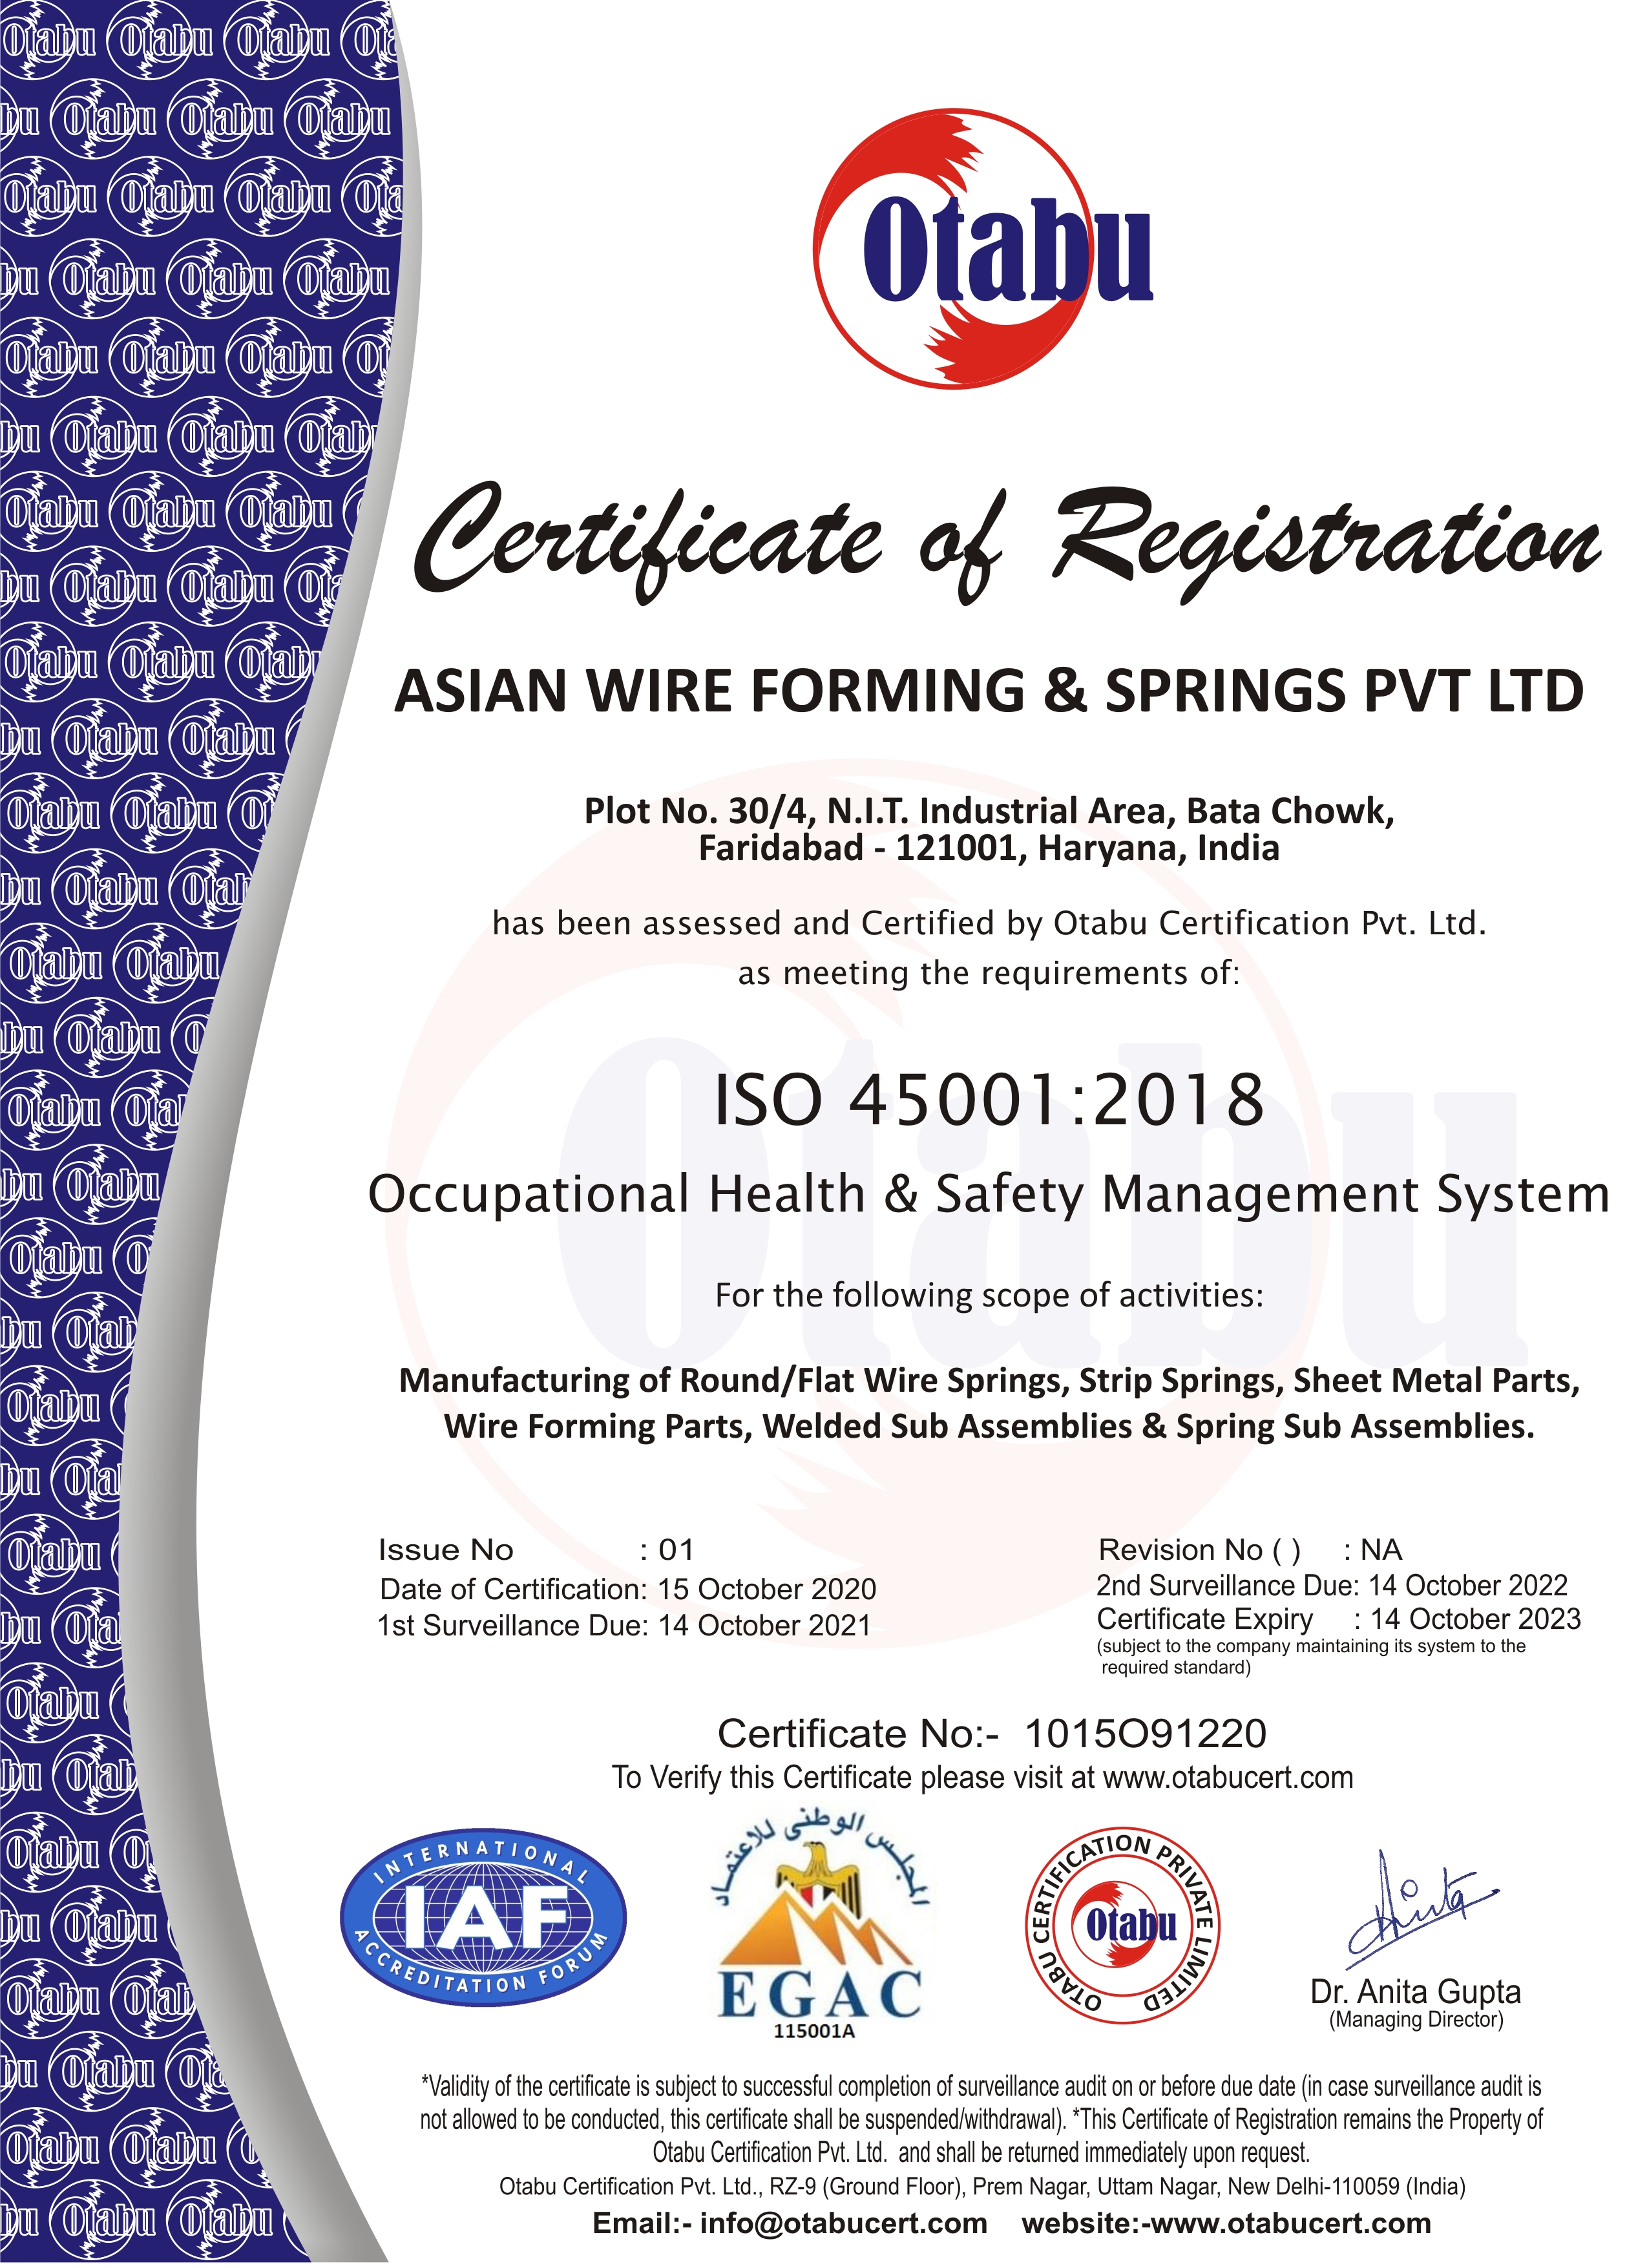 Otabu
Certificate of Registration
ASIAN WIRE FORMING & SPRINGS PVT LTD
Plot No. 30/4, N.I.T. Industrial Area, Bata Chowk,
Faridabad - 121001, Haryana, India
has been assessed and Certified by Otabu Certification Pvt. Ltd.
as meeting the requirements of:
ISO 45001:2018
Occupational Health & Safety Management System
For the following scope of activities:
Manufacturing of Round/Flat Wire Springs, Strip Springs, Sheet Metal Parts,
Wire Forming Parts, Welded Sub Assemblies & Spring Sub Assemblies.
Issue No : 01
Date of Certification: 15 October 2020
1st Surveillance Due: 14 October 2021
Revision No ( ) : NA
2nd Surveillance Due: 14 October 2022
Certificate Expiry : 14 October 2023
(subject to the company maintaining its system to the
required standard)
Certificate No:- 1015O91220
To Verify this Certificate please visit at www.otabucert.com
INTERNATIONAL
IAF
ACCREDITATION FORUM
المجلس الوطنى للاعتماد
EGAC
115001A
OTABU CERTIFICATION PRIVATE LIMITED
Otabu
Anita
Dr. Anita Gupta
(Managing Director)
*Validity of the certificate is subject to successful completion of surveillance audit on or before due date (in case surveillance audit is
not allowed to be conducted, this certificate shall be suspended/withdrawal). *This Certificate of Registration remains the Property of
Otabu Certification Pvt. Ltd. and shall be returned immediately upon request.
Otabu Certification Pvt. Ltd., RZ-9 (Ground Floor), Prem Nagar, Uttam Nagar, New Delhi-110059 (India)
Email:- info@otabucert.com website:-www.otabucert.com